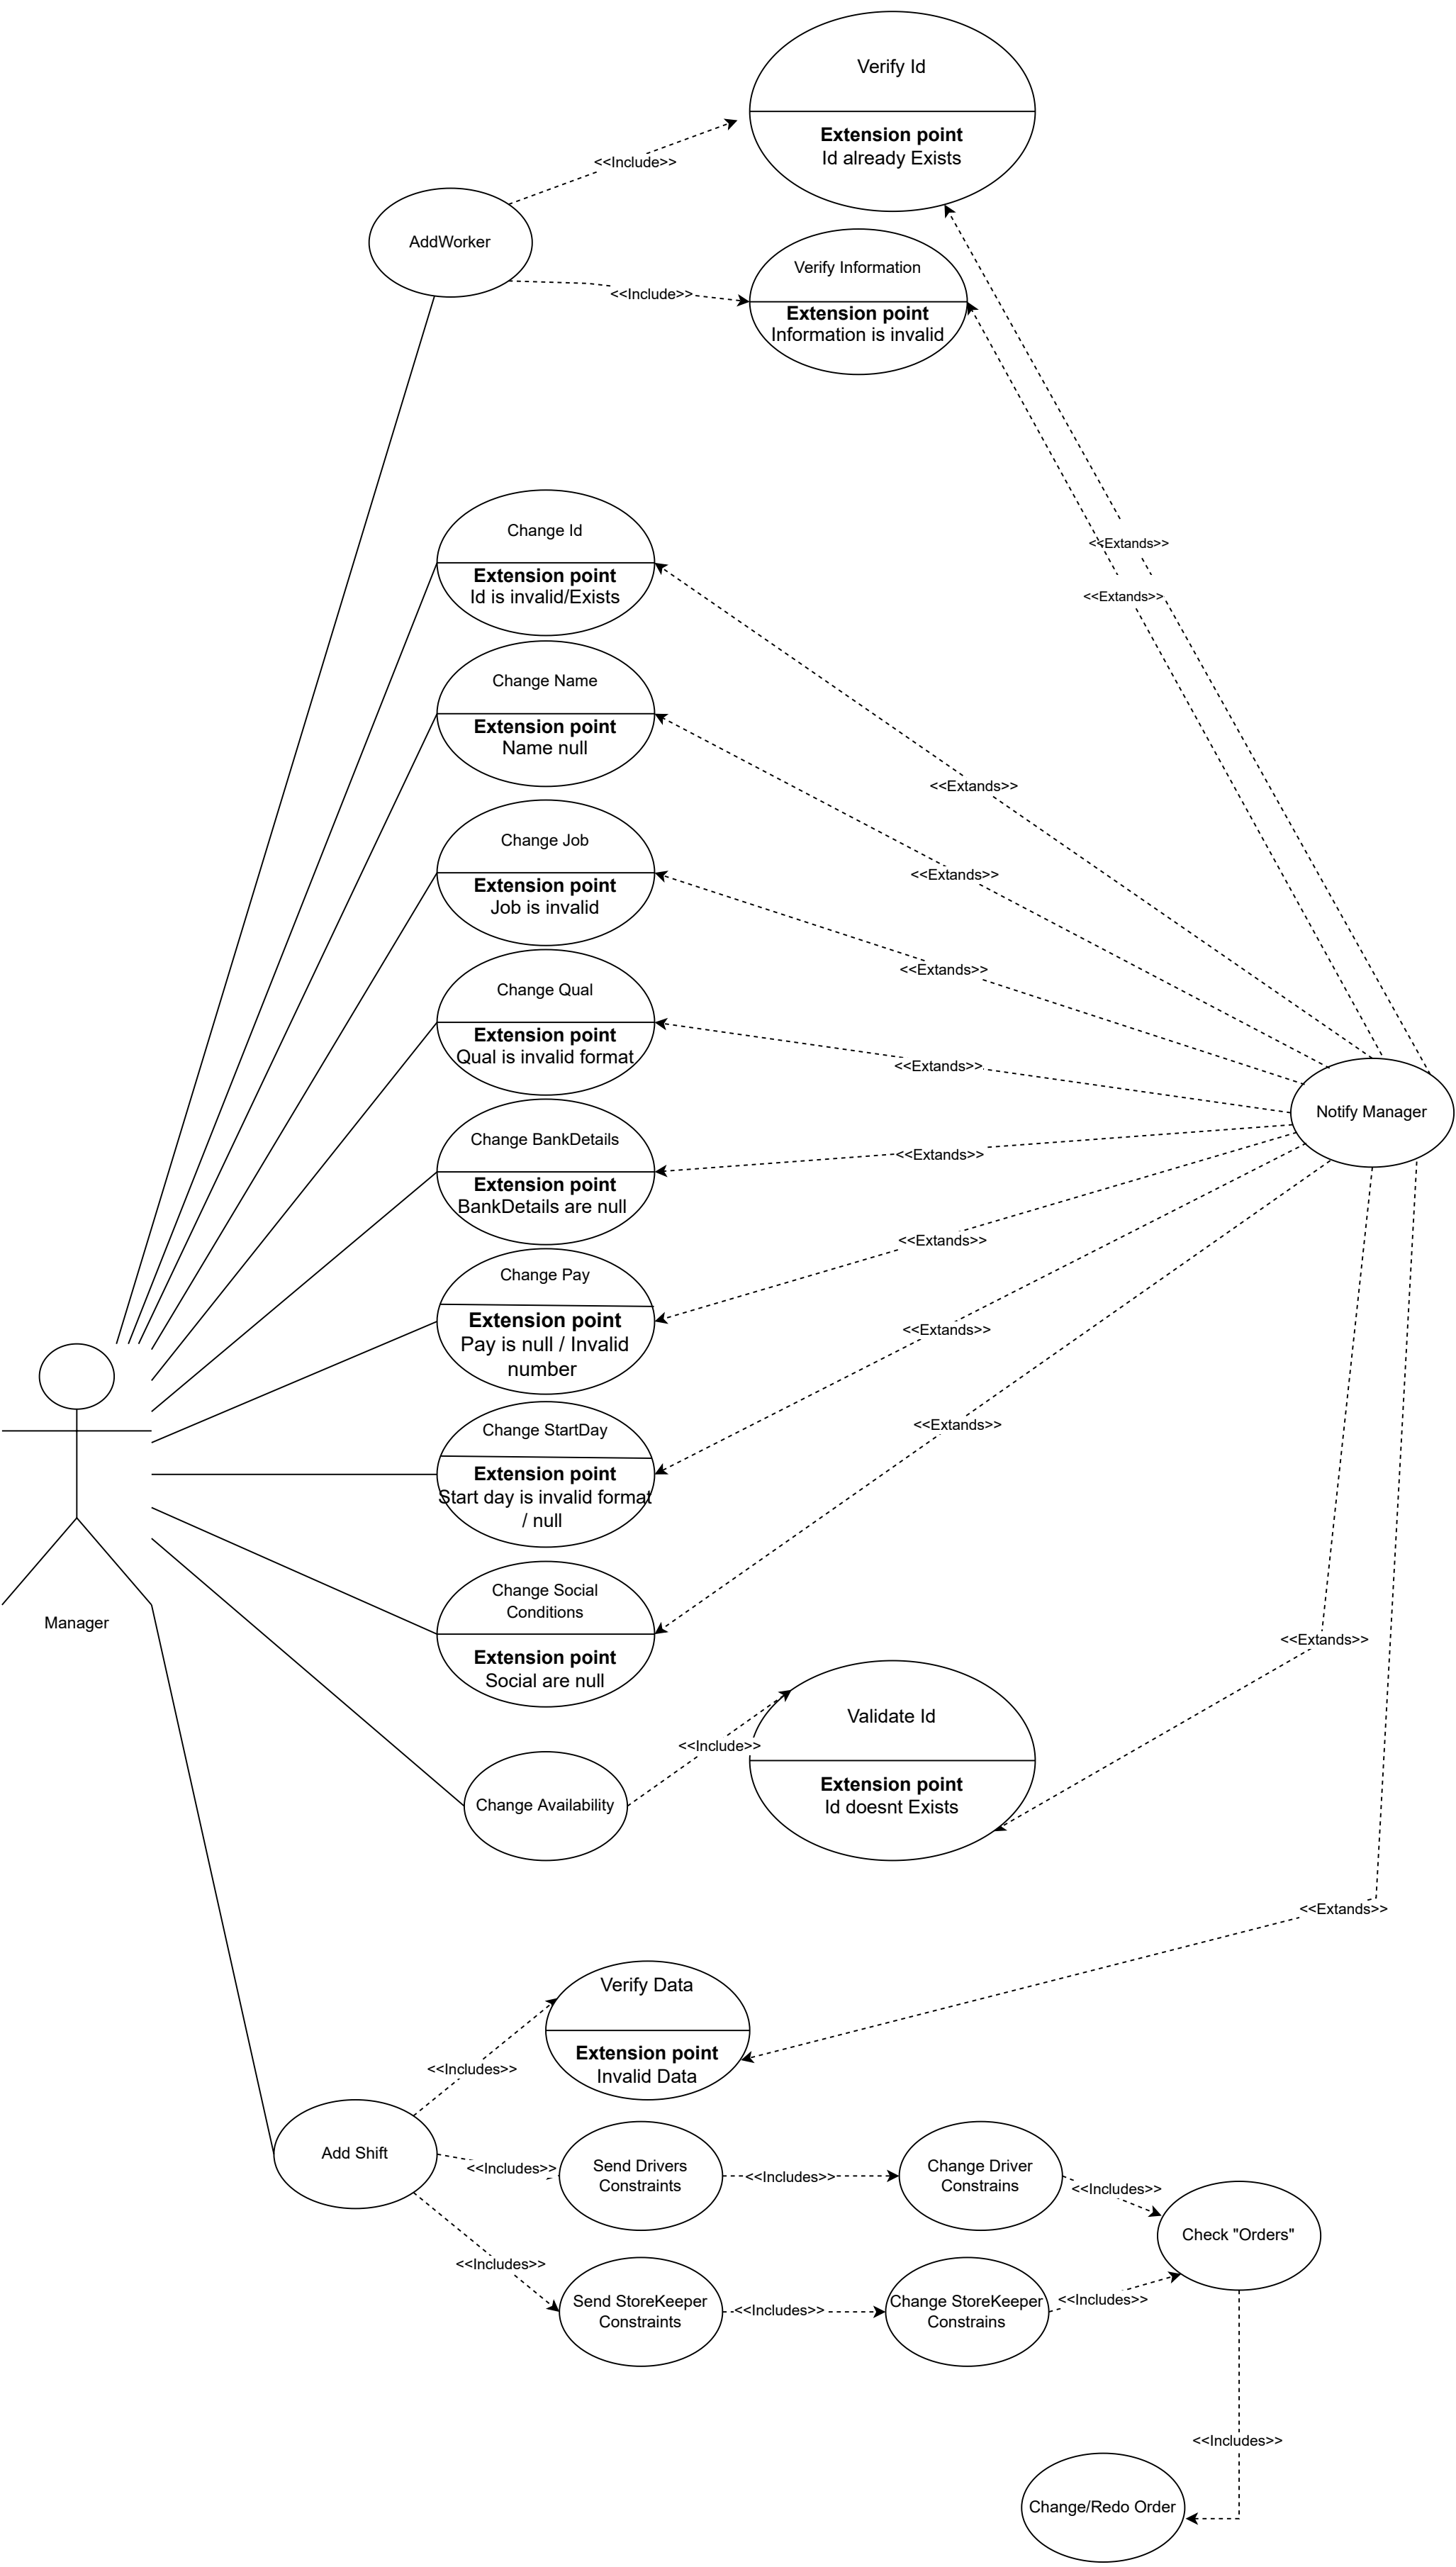 Verify Id
Extension point
Id already Exists
<<Include>>
AddWorker
Verify Information
<<Include>>
Extension point
Information is invalid
Change Id
<<Extands>>
Extension point
Id is invalid/Exists
<<Extands>>
Change Name
Extension point
Name null
<<Extands>>
Change Job
<<Extands>>
Extension point
Job is invalid
<<Extands>>
Change Qual
Extension point
Qual is invalid format
<<Extands>>
Notify Manager
Change BankDetails
<<Extands>>
Extension point
BankDetails are null
<<Extands>>
Change Pay
Extension point
Pay is null / Invalid
number
<<Extands>>
Change StartDay
<<Extands>>
Extension point
Start day is invalid format
/ null
Change Social
Conditions
Manager
<<Extands>>
Extension point
Social are null
Validate Id
<<Include>>
Extension point
Id doesnt Exists
Change Availability
<<Extands>>
Verify Data
Extension point
Invalid Data
<<Includes>>
Add Shift
<<Includes>>
Send Drivers
Constraints
<<Includes>>
Change Driver
Constrains
<<Includes>>
Check "Orders"
<<Includes>>
Send StoreKeeper
Constraints
<<Includes>>
Change StoreKeeper
Constrains
<<Includes>>
<<Includes>>
Change/Redo Order